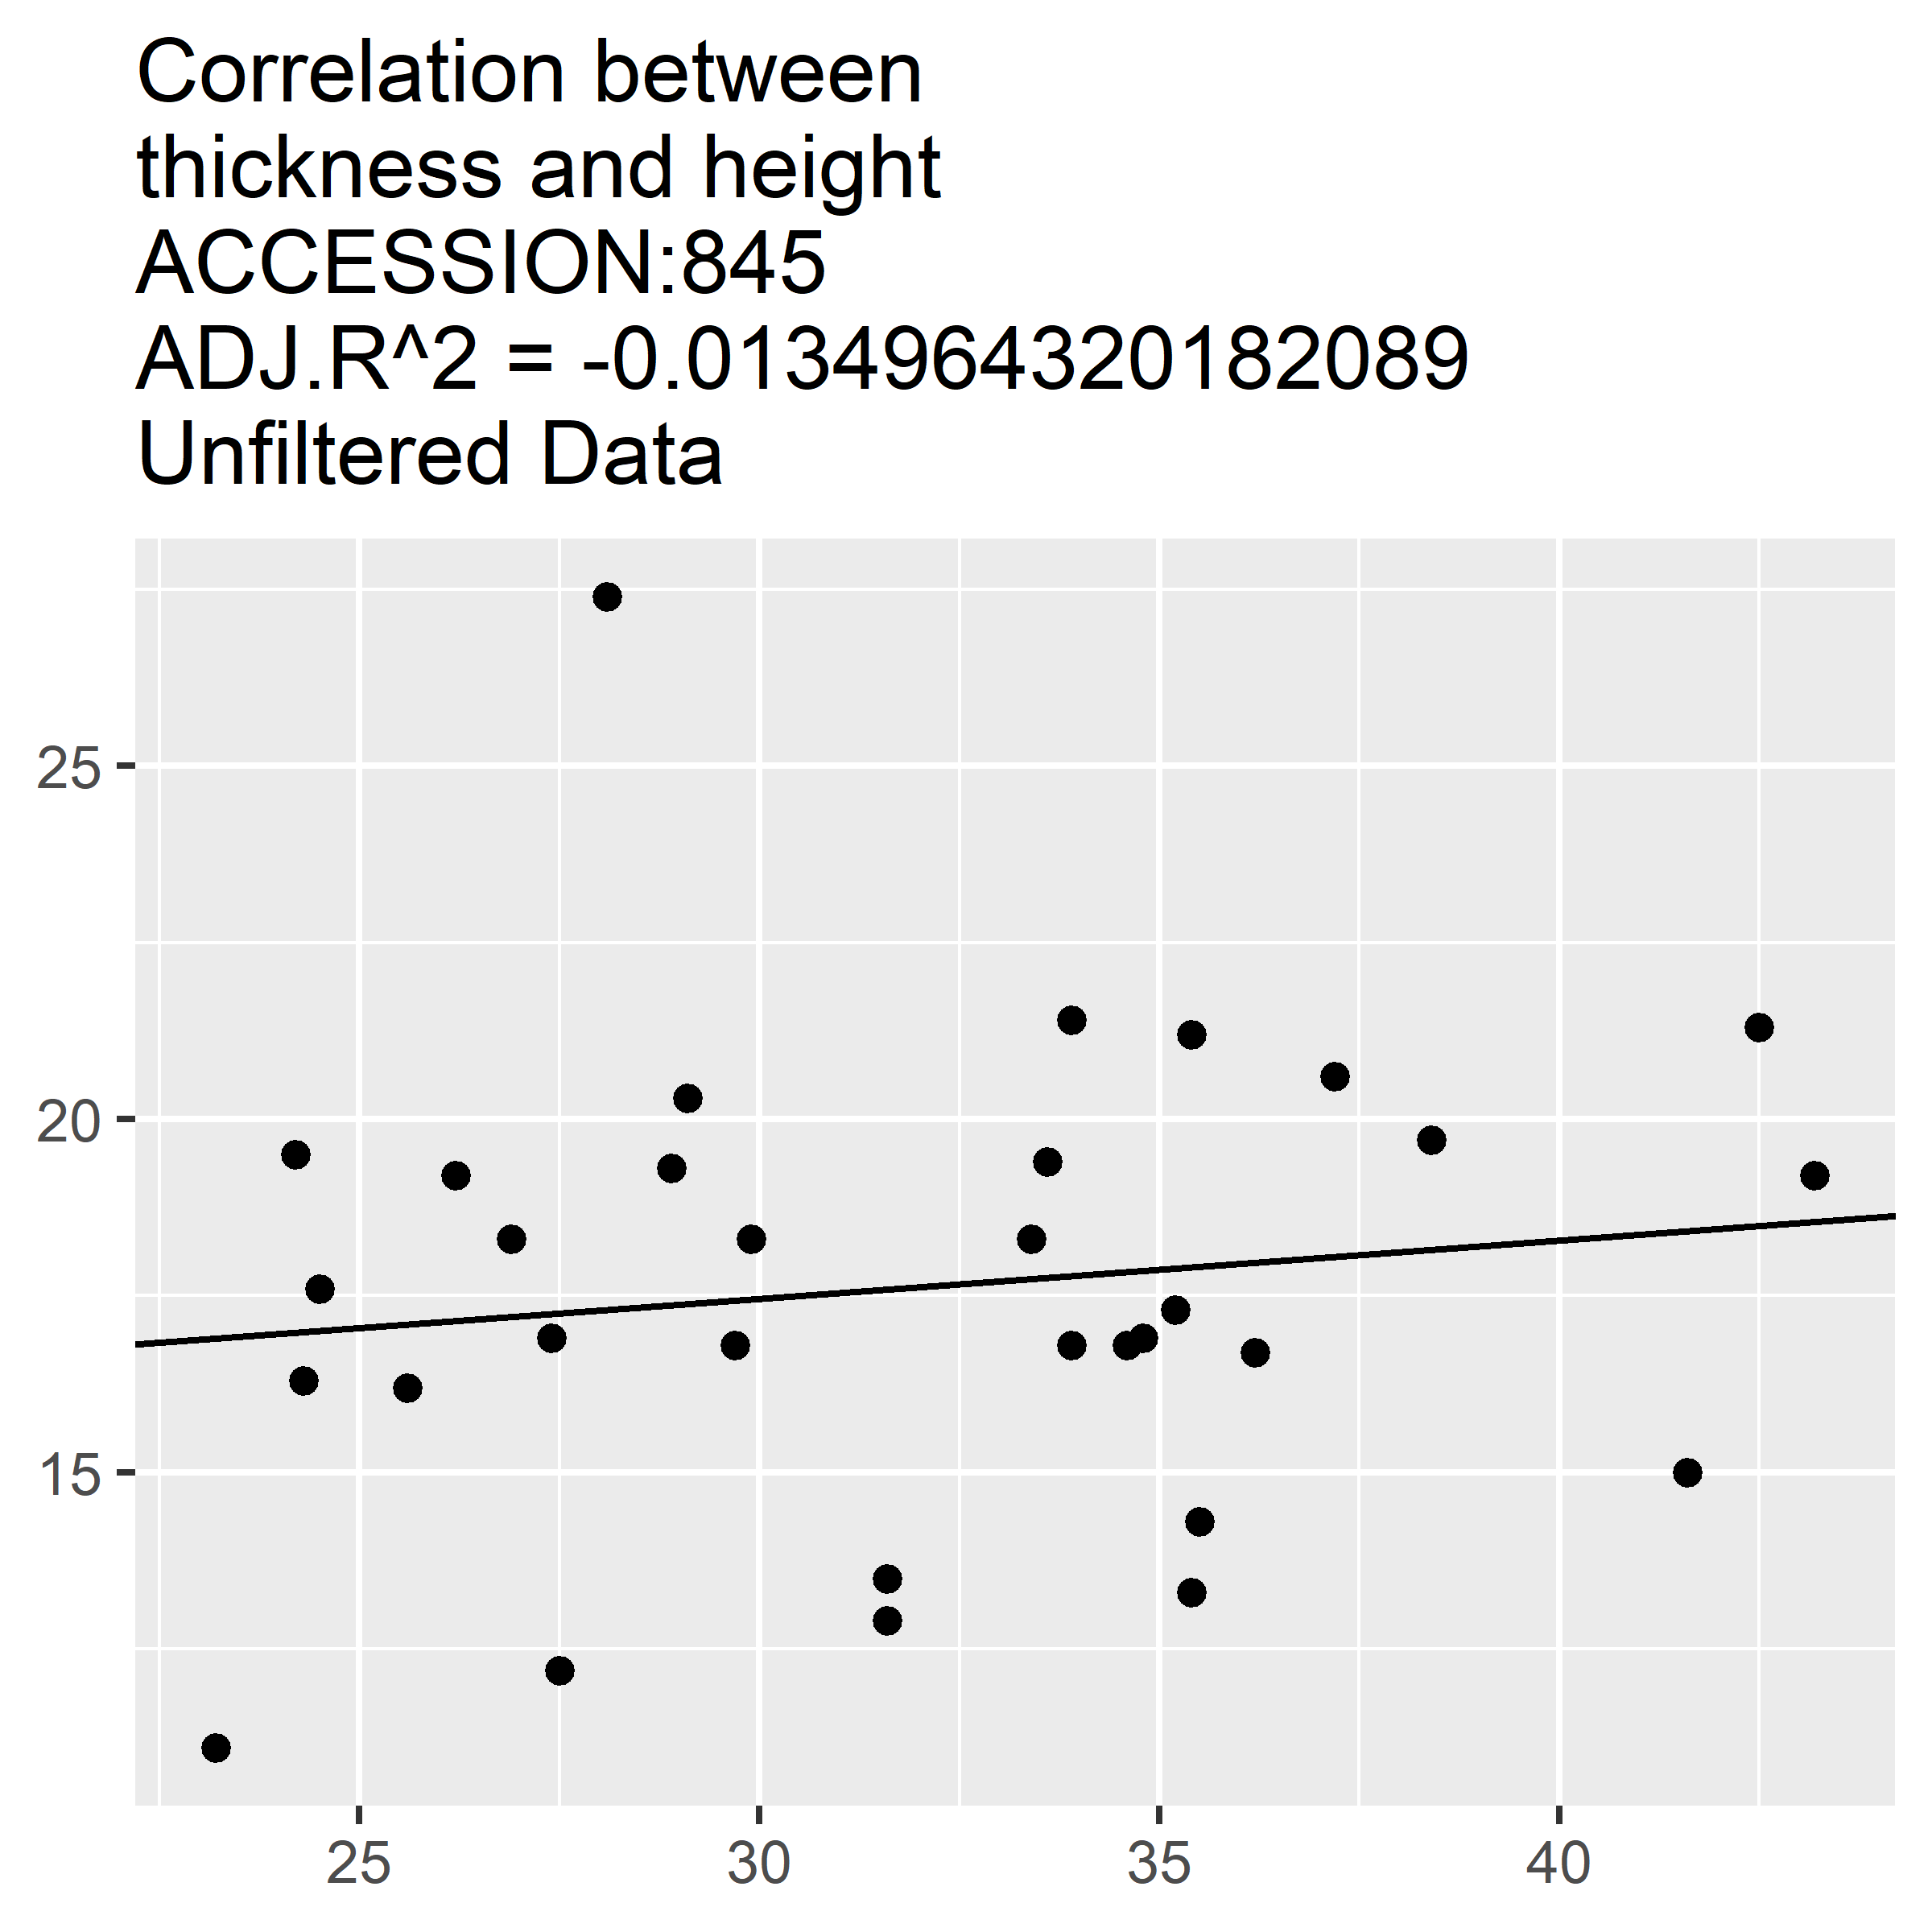 Correlation between
thickness and height
ACCESSION:845
ADJ.R^2 = -0.0134964320182089
Unfiltered Data
25
20
15
25 30 35 40